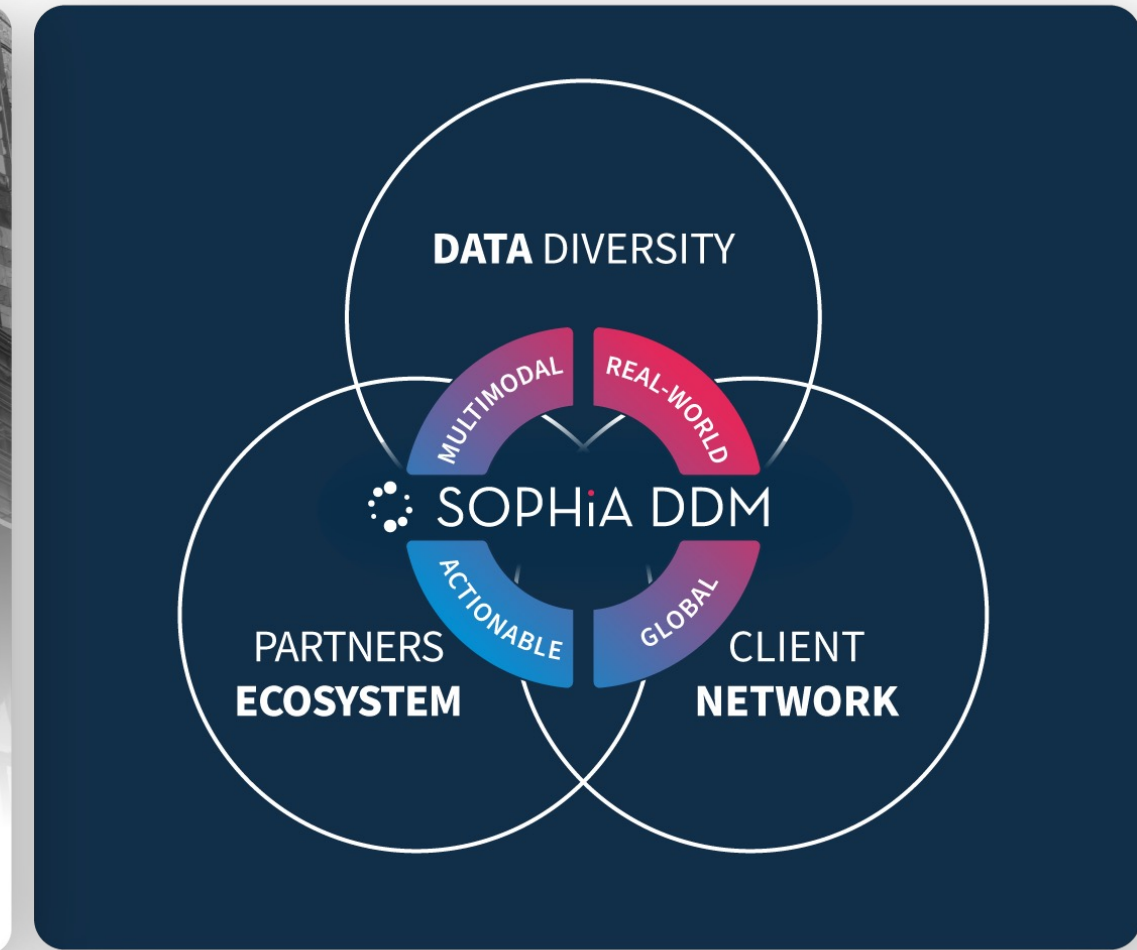 DATA DIVERSITY
MULTIMODAL
REAL-WORLD
SOPHiA DDM
ACTIONABLE
GLOBAL
PARTNERS
ECOSYSTEM
CLIENT
NETWORK